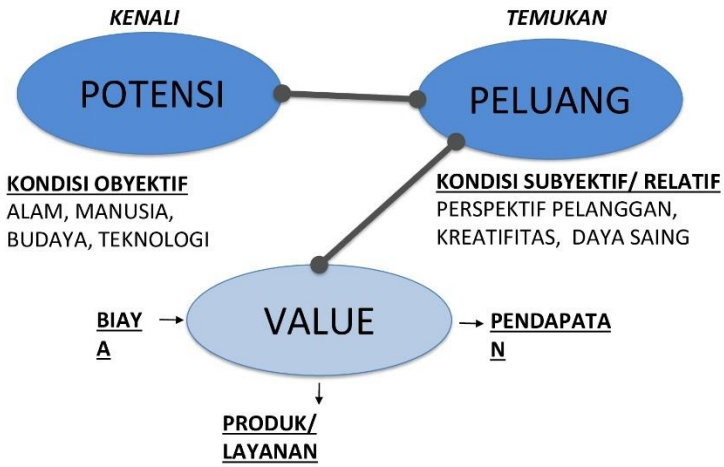 KENALI
TEMUKAN
POTENSI
PELUANG
KONDISI OBYEKTIF
ALAM, MANUSIA,
BUDAYA, TEKNOLOGI
KONDISI SUBYEKTIF/ RELATIF
PERSPEKTIF PELANGGAN,
KREATIFITAS, DAYA SAING
BIAY
A
VALUE
PENDAPATA
N
PRODUK/
LAYANAN